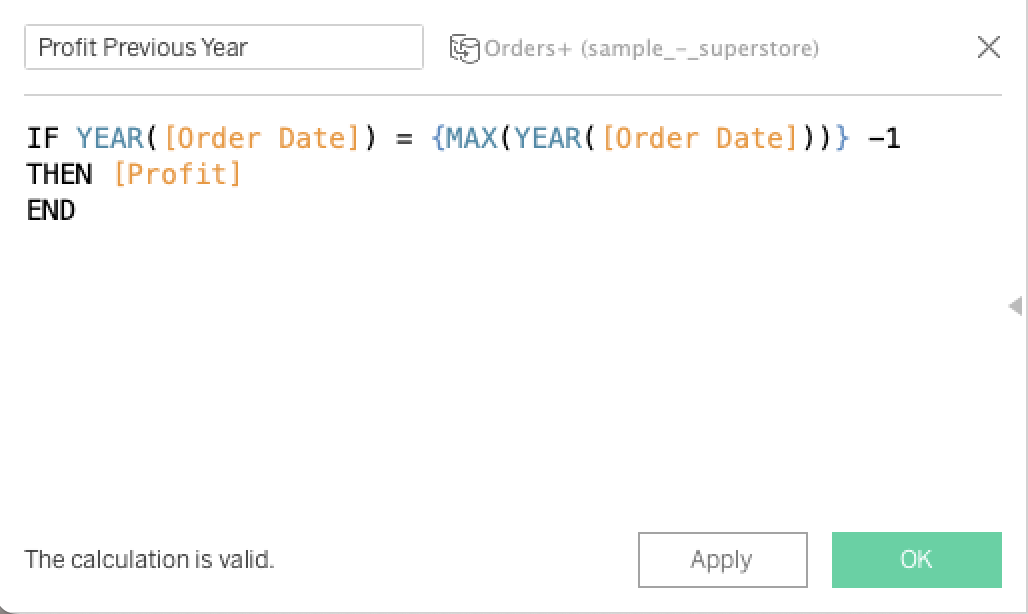 Profit Previous Year
Orders+ (sample_-_superstore)
IF YEAR([Order Date]) = {MAX(YEAR([Order Date]))} -1
THEN [Profit]
END
The calculation is valid.
Apply
OK